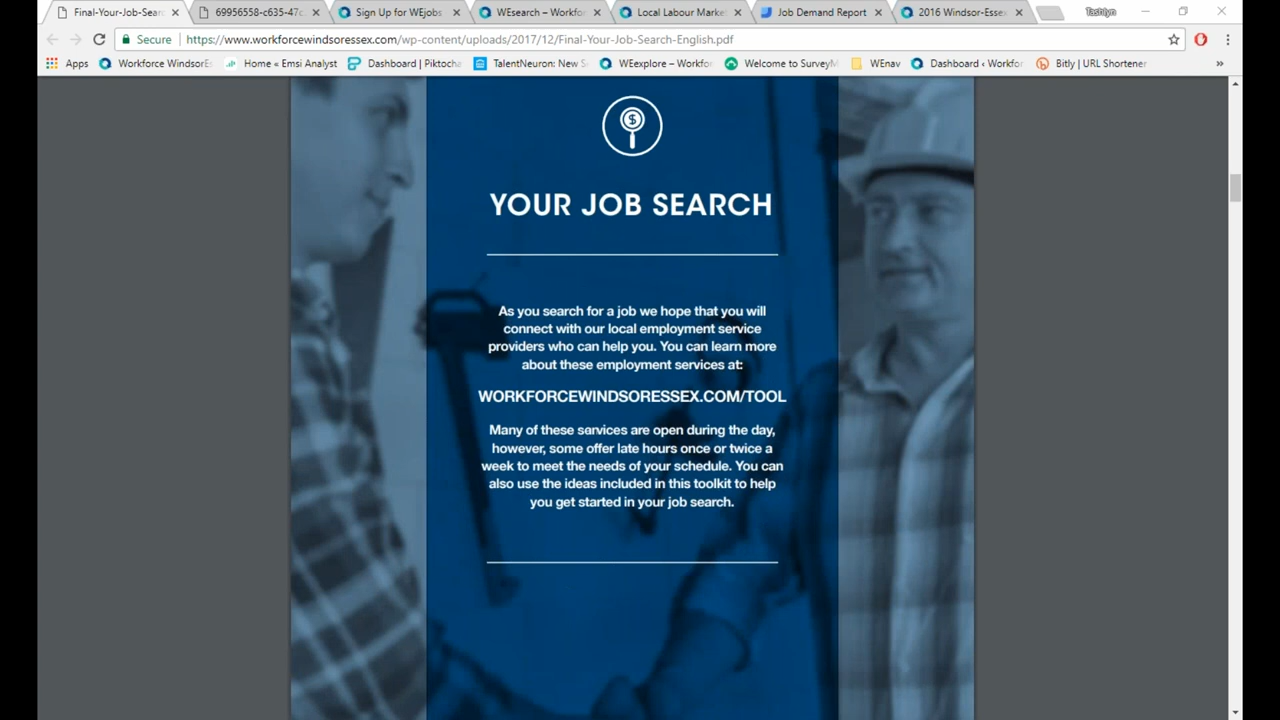 Final-Your-Job-Sear
69956558-c635-47c
Sign Up for WEjobs
WEsearch – Workfor
Local Labour Marke
Job Demand Report
2016 Windsor-Esse
Tashlyn
Secure
https://www.workforcewindsoressex.com/wp-content/uploads/2017/12/Final-Your-Job-Search-English.pdf
Apps
Workforce WindsorE
Home « Emsi Analyst
Dashboard | Piktocha
TalentNeuron: New S
WExplore – Workfo
Welcome to SurveyM
WEnav
Dashboard ‹ Workfor
Bitly | URL Shortener
»
$
YOUR JOB SEARCH
As you search for a job we hope that you will
connect with our local employment service
providers who can help you. You can learn more
about these employment services at:
WORKFORCEWINDSORESSEX.COM/TOOL
Many of these services are open during the day,
however, some offer late hours once or twice a
week to meet the needs of your schedule. You can
also use the ideas included in this toolkit to help
you get started in your job search.